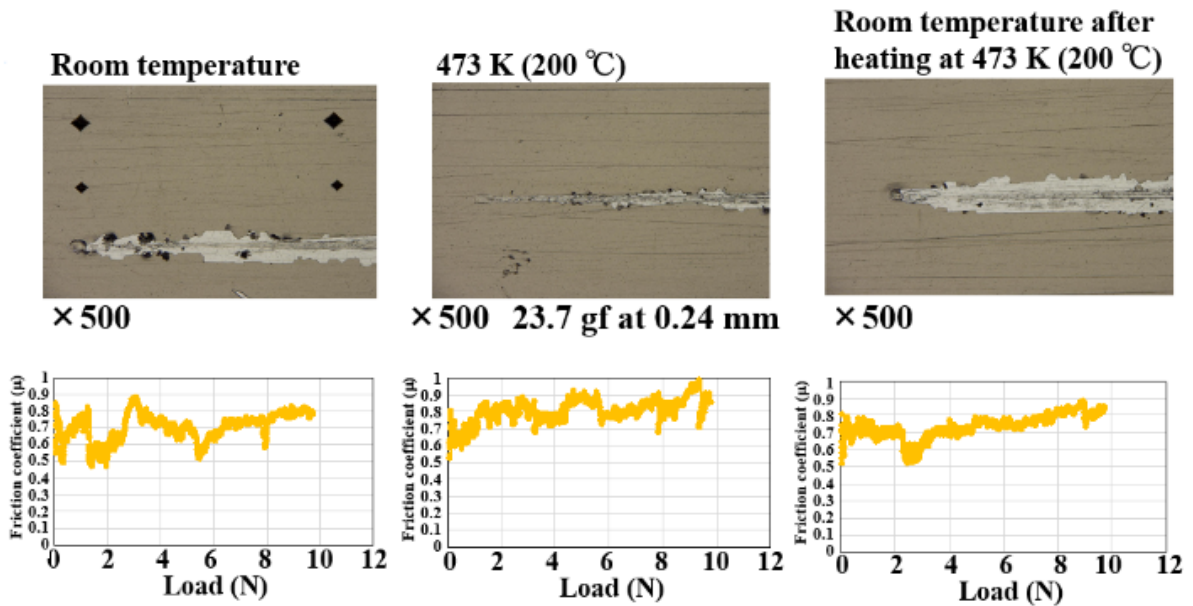 Room temperature
473 K (200 ℃)
Room temperature after
heating at 473 K (200 ℃)
×500
×500 23.7 gf at 0.24 mm
×500
Friction coefficient (μ)
1
0.9
0.8
0.7
0.6
0.5
0.4
0.3
0.2
0.1
0
0 2 4 6 8 10 12
Load (N)
Friction coefficient (μ)
1
0.9
0.8
0.7
0.6
0.5
0.4
0.3
0.2
0.1
0
0 2 4 6 8 10 12
Load (N)
Friction coefficient (μ)
1
0.9
0.8
0.7
0.6
0.5
0.4
0.3
0.2
0.1
0
0 2 4 6 8 10 12
Load (N)